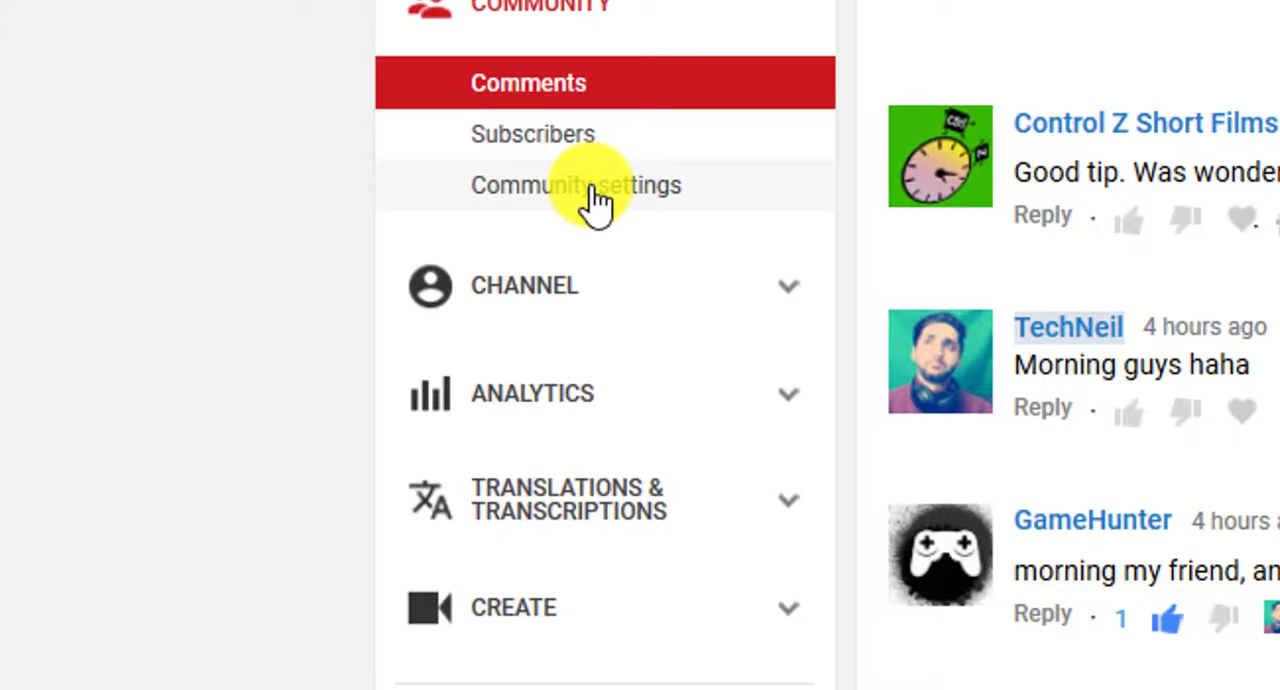 COMMUNITY
Comments
Subscribers
Community settings
CHANNEL
ANALYTICS
TRANSLATIONS &
TRANSCRIPTIONS
CREATE
Control Z Short Films
Good tip. Was wonder
Reply ·
TechNeil 4 hours ago
Morning guys haha
Reply ·
GameHunter 4 hours a
morning my friend, an
Reply · 1